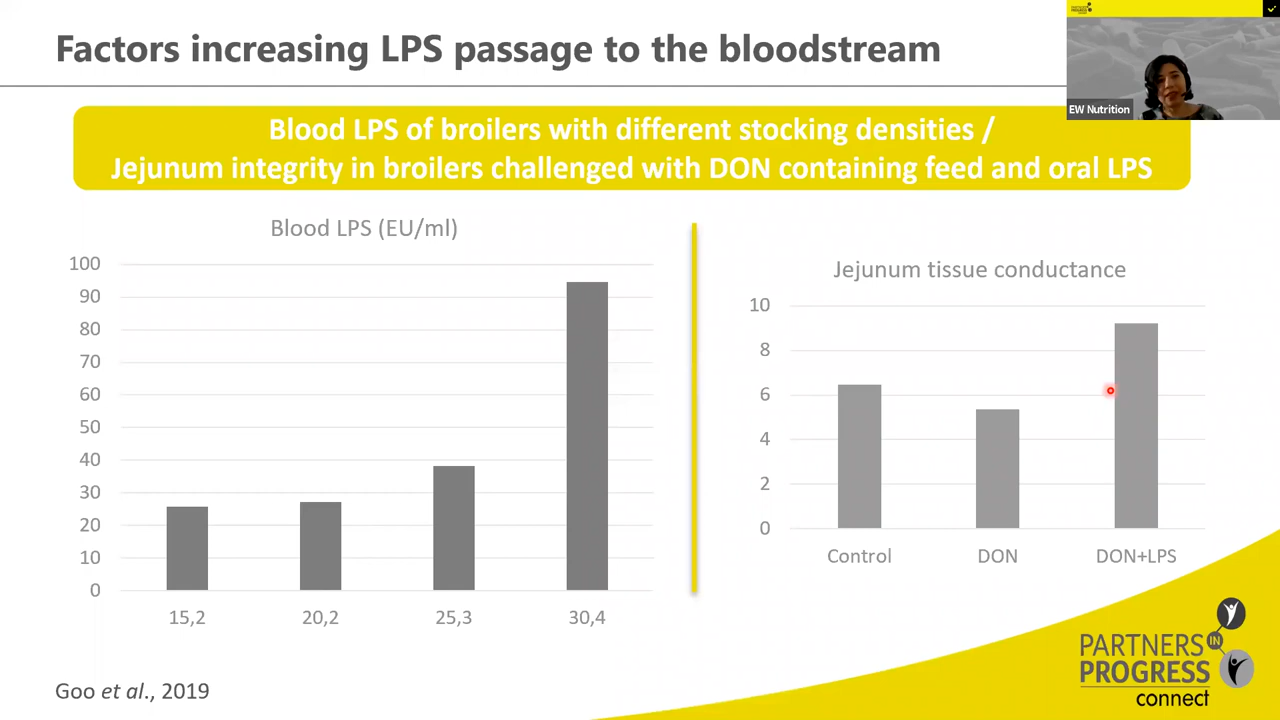 Factors increasing LPS passage to the bloodstream
EW Nutrition
Blood LPS of broilers with different stocking densities /
Jejunum integrity in broilers challenged with DON containing feed and oral LPS
Blood LPS (EU/ml)
100
90
80
70
60
50
40
30
20
10
0
15,2
20,2
25,3
30,4
Jejunum tissue conductance
10
8
6
4
2
0
Control
DON
DON+LPS
Goo et al., 2019
PARTNERS IN
PROGRESS
connect